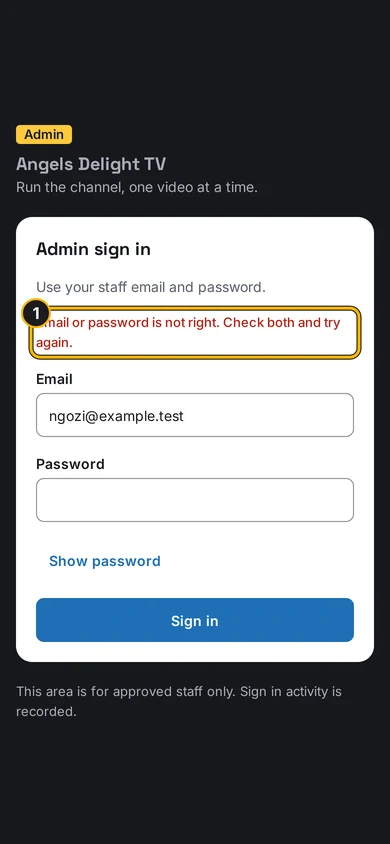 Admin
Angels Delight TV
Run the channel, one video at a time.
Admin sign in
Use your staff email and password.
1
mail or password is not right. Check both and try
again.
Email
ngozi@example.test
Password
Show password
Sign in
This area is for approved staff only. Sign in activity is
recorded.